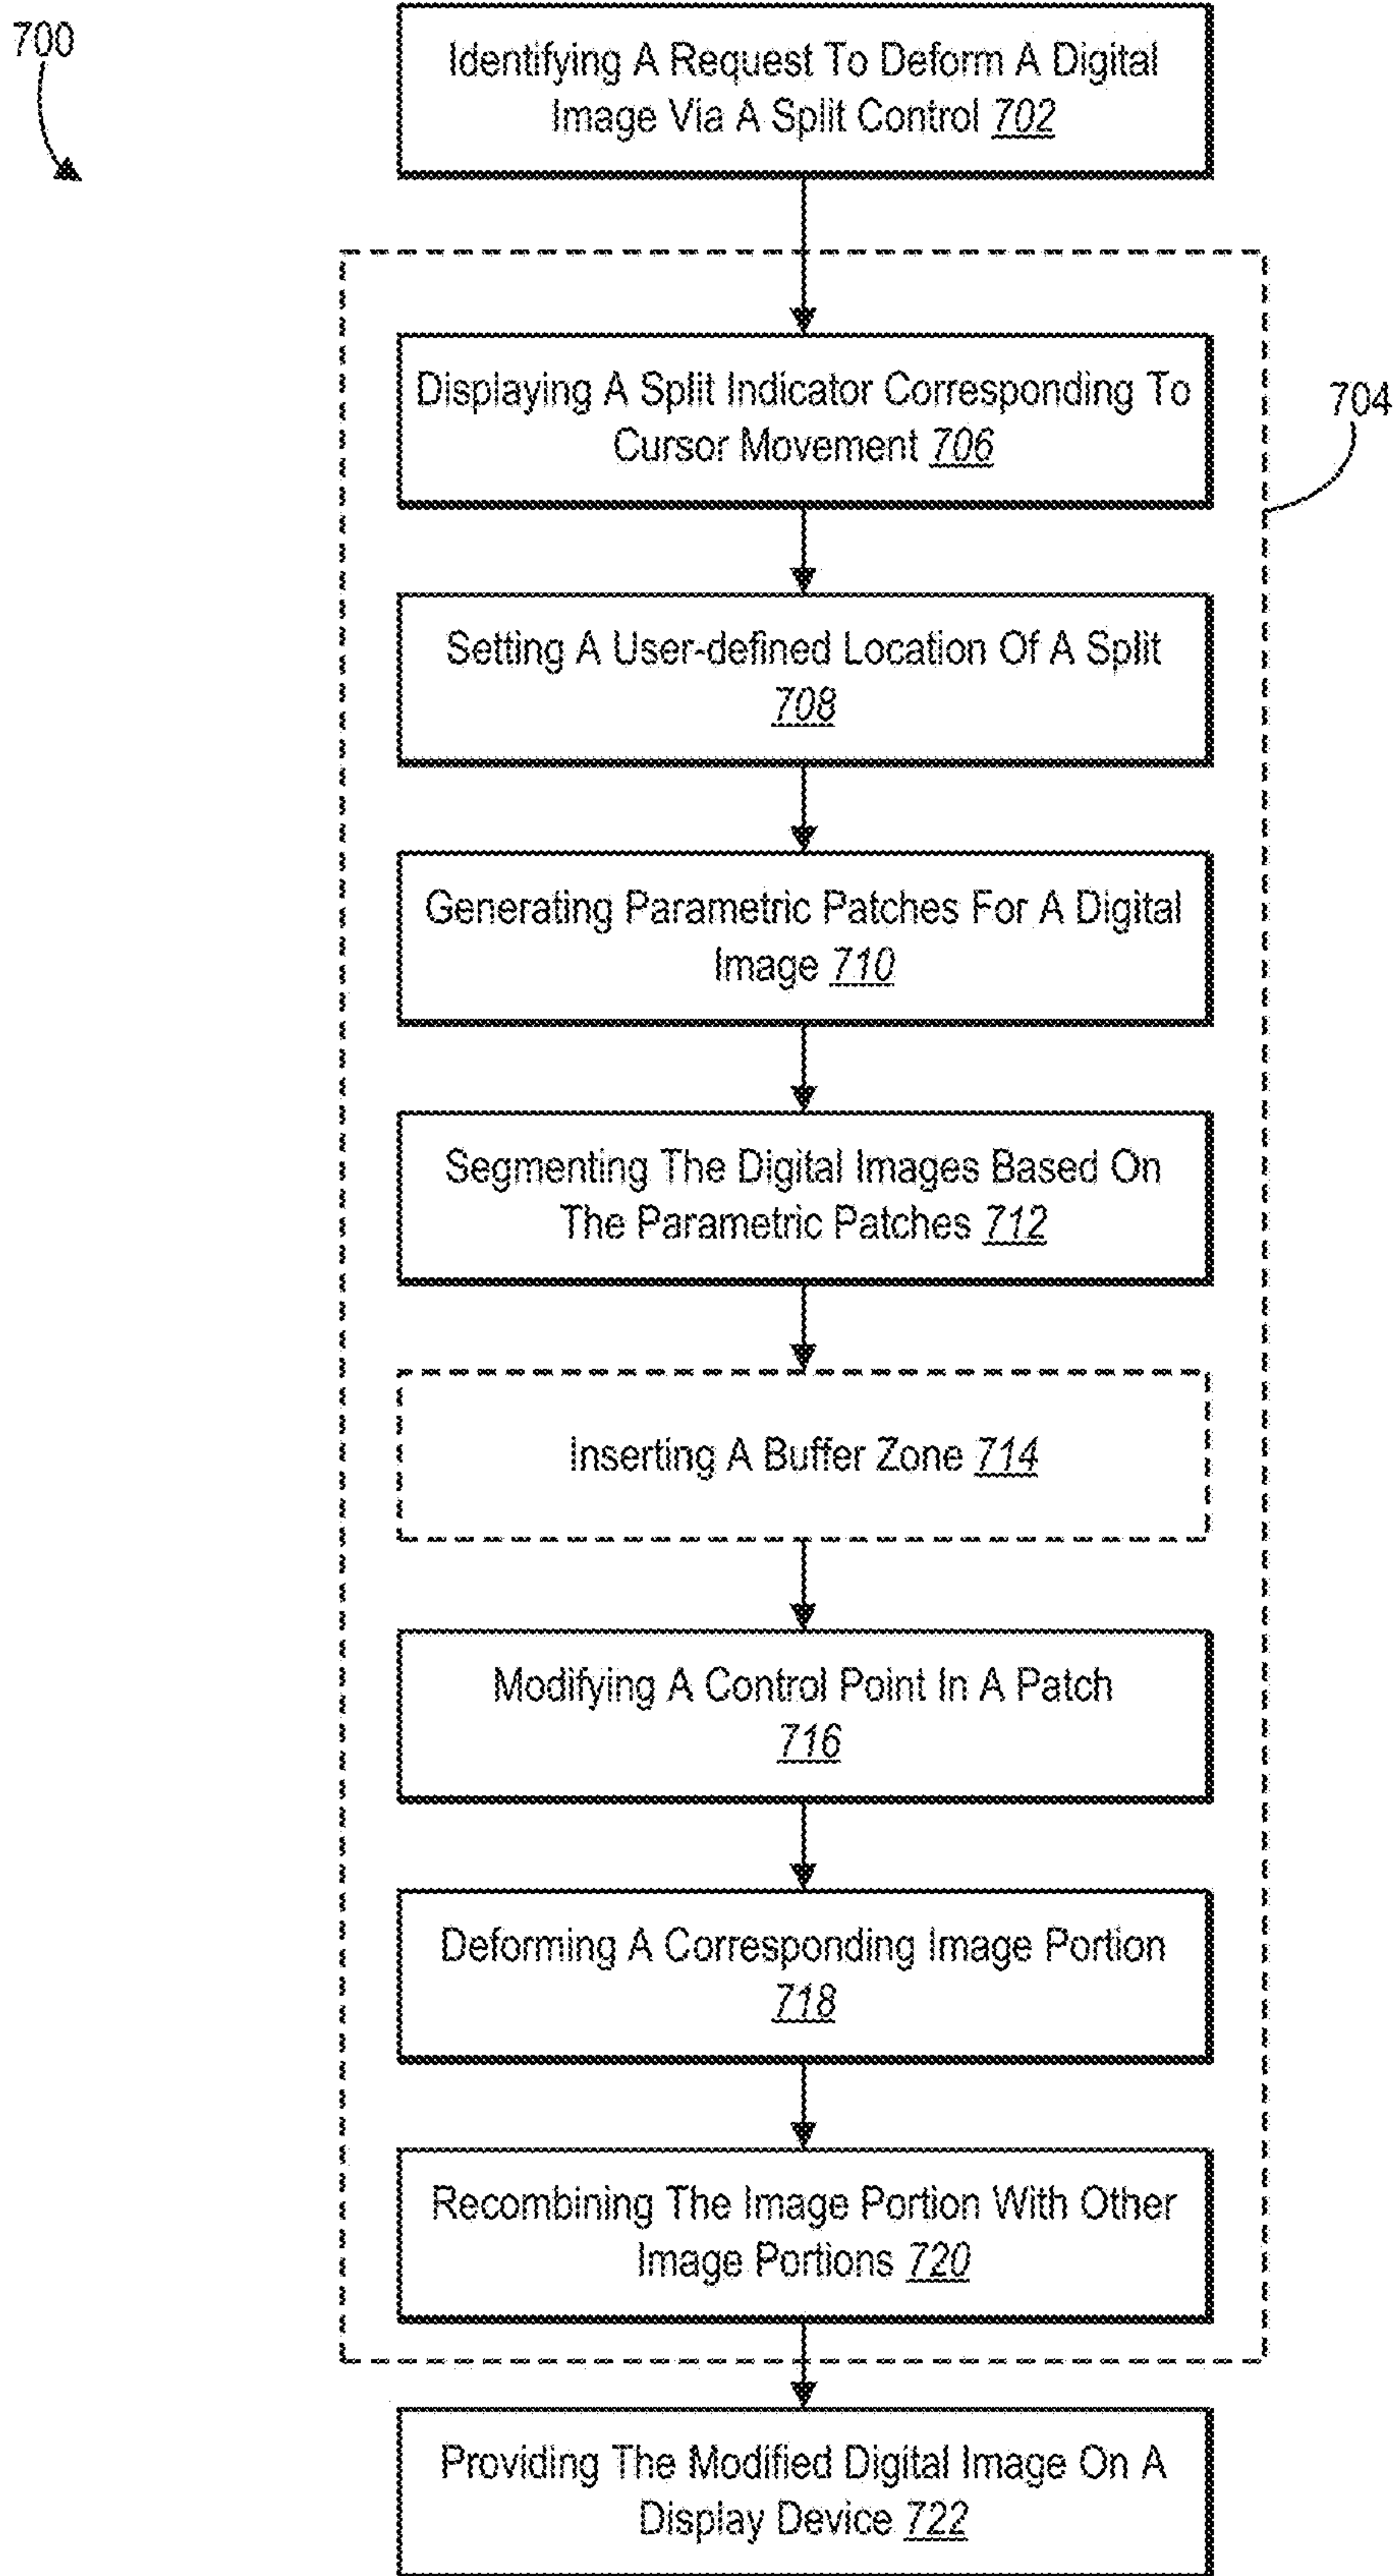 700
Identifying A Request To Deform A Digital
Image Via A Split Control 702
704
Displaying A Split Indicator Corresponding To
Cursor Movement 706
Setting A User-defined Location Of A Split
708
Generating Parametric Patches For A Digital
Image 710
Segmenting The Digital Images Based On
The Parametric Patches 712
Inserting A Buffer Zone 714
Modifying A Control Point In A Patch
716
Deforming A Corresponding Image Portion
718
Recombining The Image Portion With Other
Image Portions 720
Providing The Modified Digital Image On A
Display Device 722